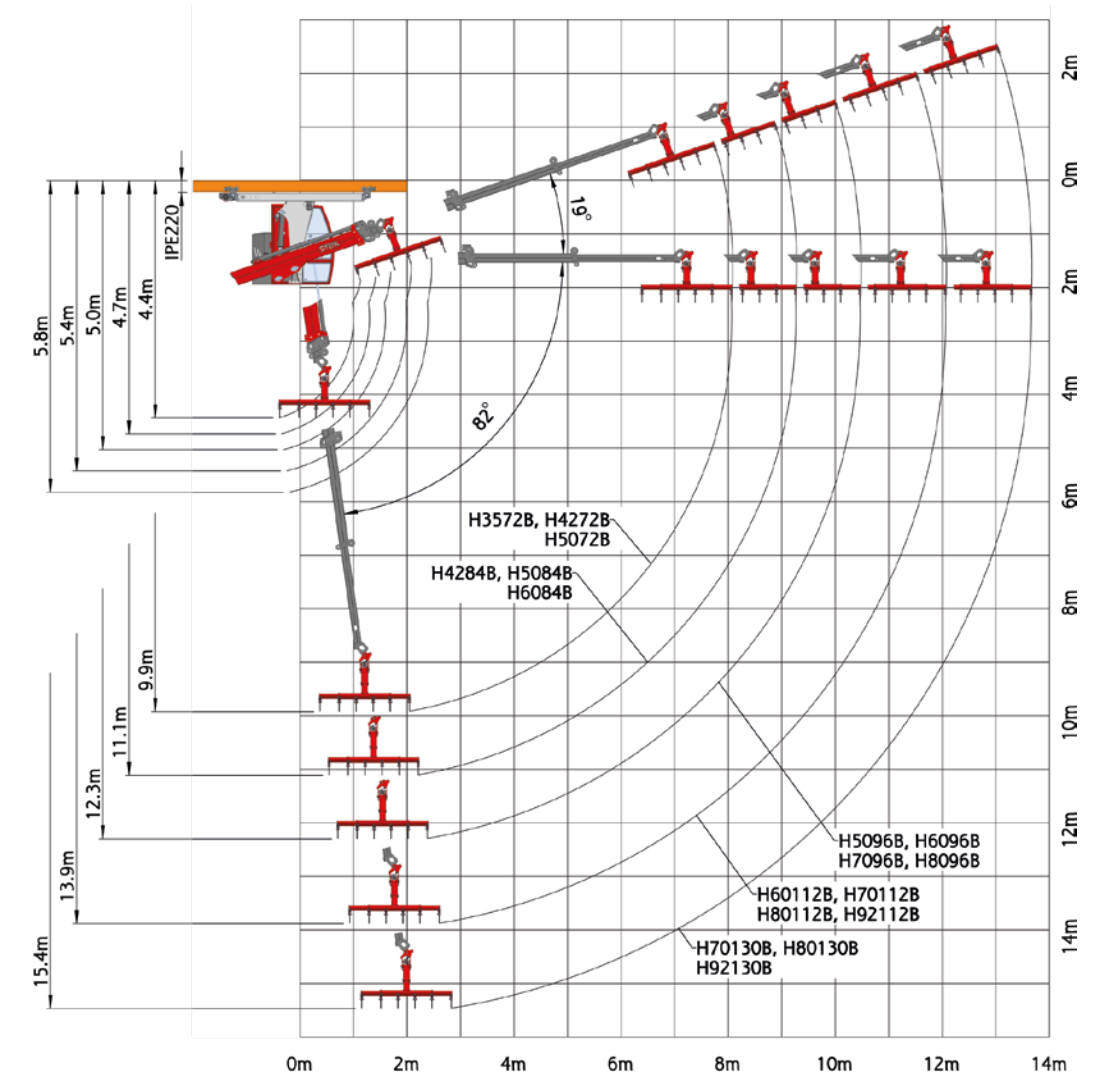 2m
0m
2m
4m
6m
8m
10m
12m
14m
IPE220
4.4m
4.7m
5.0m
5.4m
5.8m
STEIN
19°
82°
H3572B, H4272B
H5072B
H4284B, H5084B
H6084B
9.9m
11.1m
12.3m
13.9m
15.4m
H5096B, H6096B
H7096B, H8096B
H60112B, H70112B
H80112B, H92112B
H70130B, H80130B
H92130B
0m
2m
4m
6m
8m
10m
12m
14m